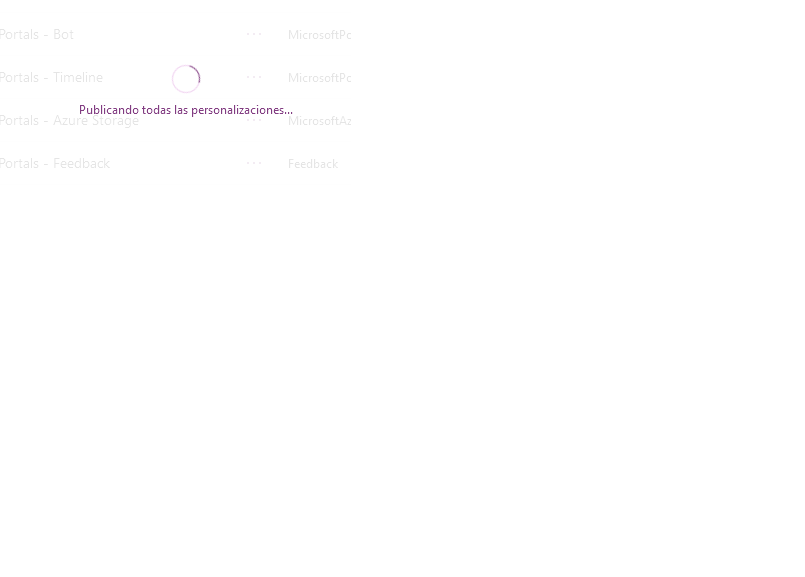 Portals - Bot ··· MicrosoftPc
Portals - Timeline ··· MicrosoftPc
Publicando todas las personalizaciones...
Portals - Azure Storage ··· MicrosoftAz
Portals - Feedback ··· Feedback